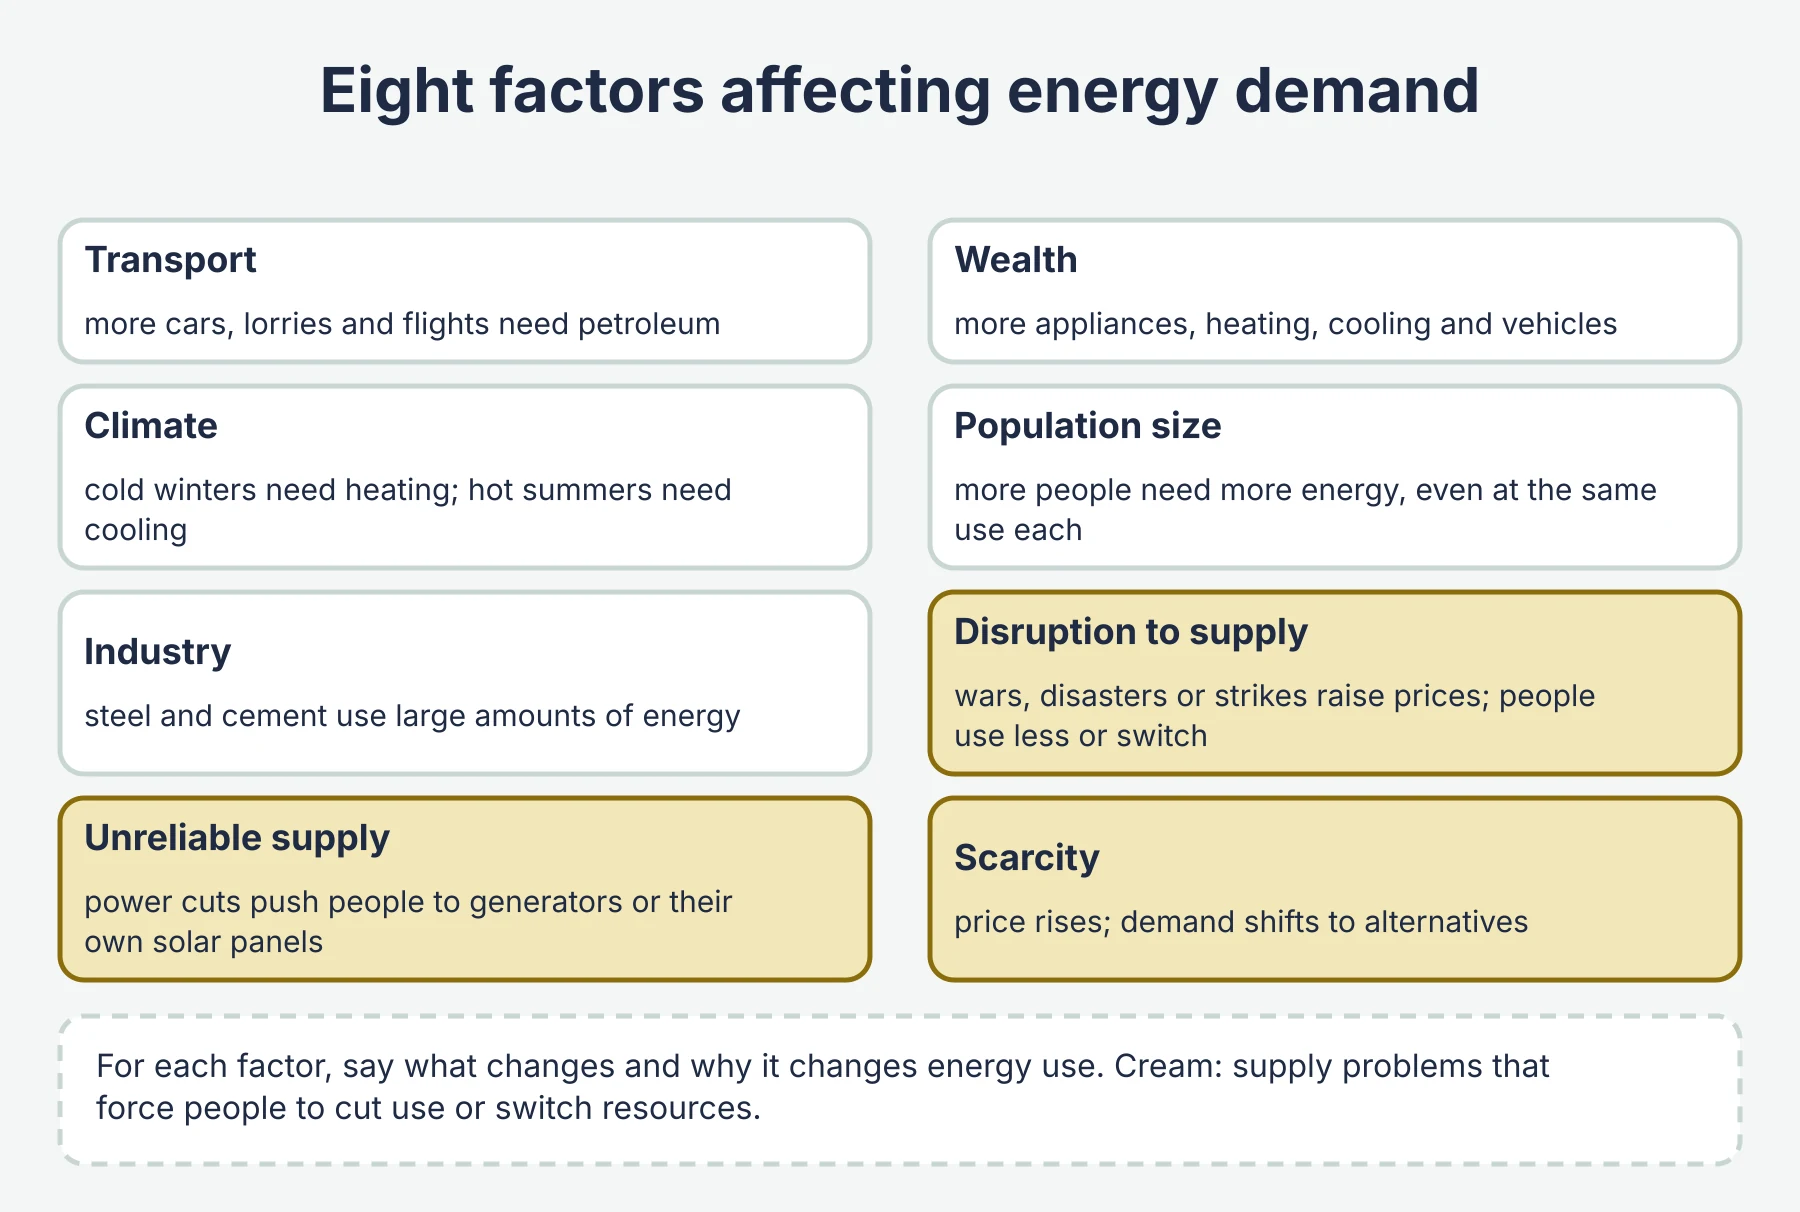 Eight factors affecting energy demand
Transport
more cars, lorries and flights need petroleum
Wealth
more appliances, heating, cooling and vehicles
Climate
cold winters need heating; hot summers need
cooling
Population size
more people need more energy, even at the same
use each
Industry
steel and cement use large amounts of energy
Disruption to supply
wars, disasters or strikes raise prices; people
use less or switch
Unreliable supply
power cuts push people to generators or their
own solar panels
Scarcity
price rises; demand shifts to alternatives
For each factor, say what changes and why it changes energy use. Cream: supply problems that
force people to cut use or switch resources.